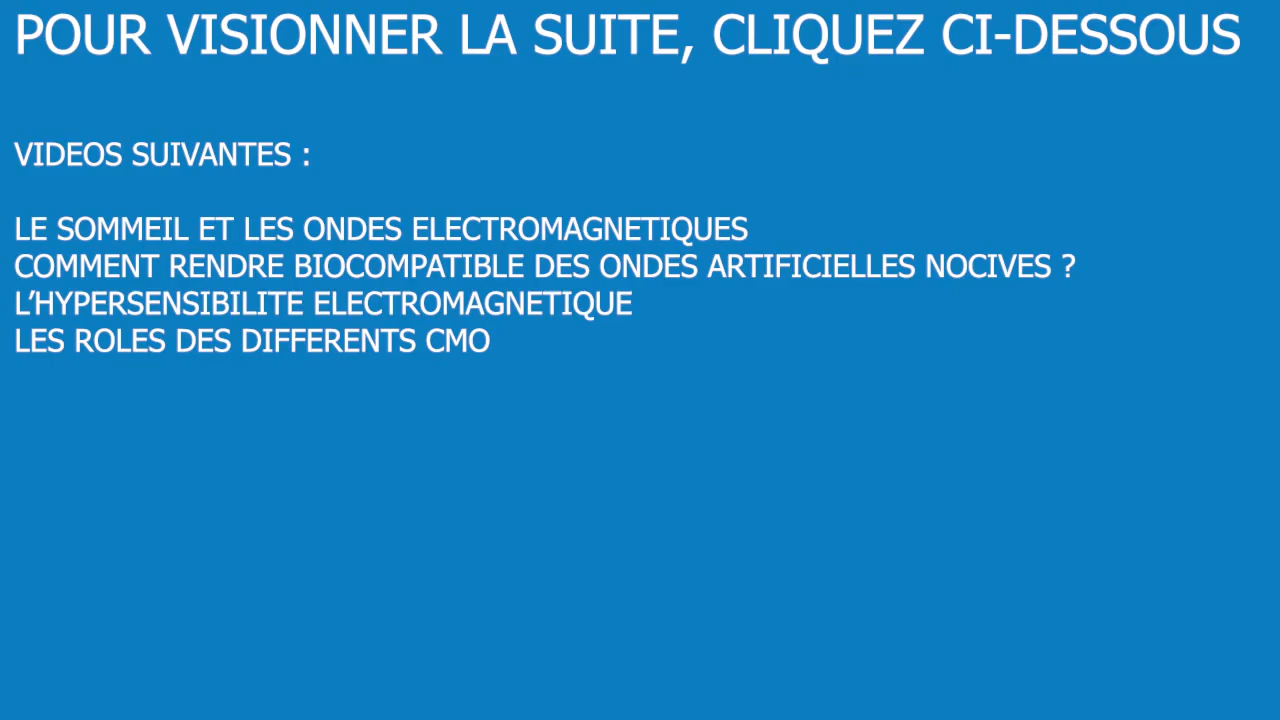 POUR VISIONNER LA SUITE, CLIQUEZ CI-DESSOUS
VIDEOS SUIVANTES :
LE SOMMEIL ET LES ONDES ELECTROMAGNETIQUES
COMMENT RENDRE BIOCOMPATIBLE DES ONDES ARTIFICIELLES NOCIVES ?
L’HYPERSENSIBILITE ELECTROMAGNETIQUE
LES ROLES DES DIFFERENTS CMO